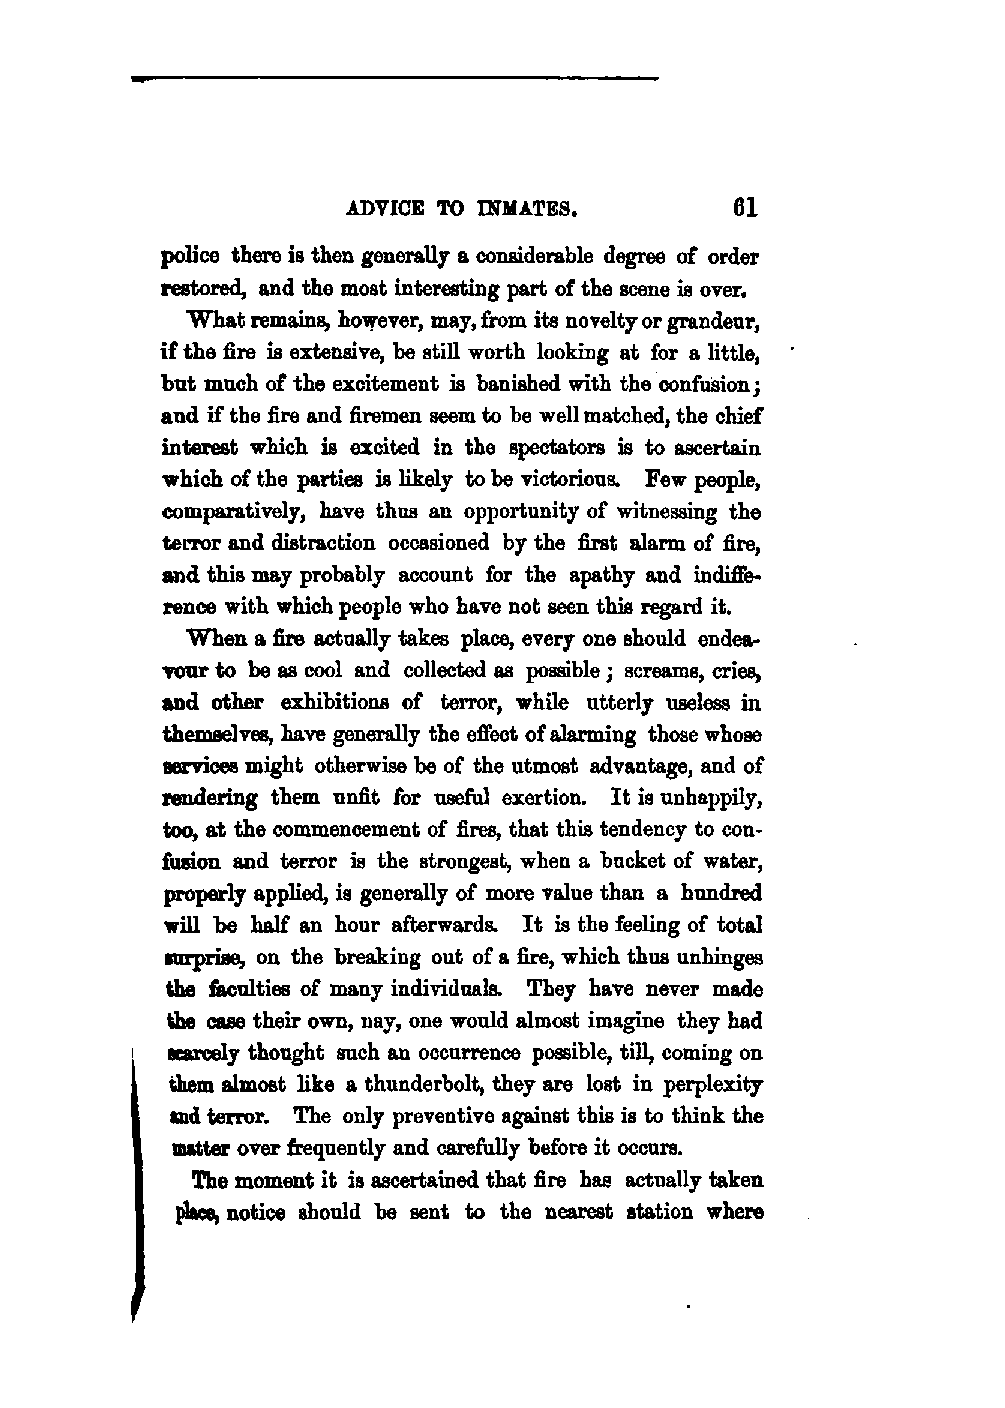 ADVICE TO INMATES. 61
police there is then generally a considerable degree of order
restored, and the most interesting part of the scene is over.
What remains, however, may, from its novelty or grandeur,
if the fire is extensive, be still worth looking at for a little,
but much of the excitement is banished with the confusion;
and if the fire and firemen seem to be well matched, the chief
interest which is excited in the spectators is to ascertain
which of the parties is likely to be victorious. Few people,
comparatively, have thus an opportunity of witnessing the
terror and distraction occasioned by the first alarm of fire,
and this may probably account for the apathy and indiffe-
rence with which people who have not seen this regard it.
When a fire actually takes place, every one should endea-
vour to be as cool and collected as possible; screams, cries,
and other exhibitions of terror, while utterly useless in
themselves, have generally the effect of alarming those whose
services might otherwise be of the utmost advantage, and of
rendering them unfit for useful exertion. It is unhappily,
too, at the commencement of fires, that this tendency to con-
fusion and terror is the strongest, when a bucket of water,
properly applied, is generally of more value than a hundred
will be half an hour afterwards. It is the feeling of total
surprise, on the breaking out of a fire, which thus unhinges
the faculties of many individuals. They have never made
the case their own, nay, one would almost imagine they had
scarcely thought such an occurrence possible, till, coming on
them almost like a thunderbolt, they are lost in perplexity
and terror. The only preventive against this is to think the
matter over frequently and carefully before it occurs.
The moment it is ascertained that fire has actually taken
place, notice should be sent to the nearest station where